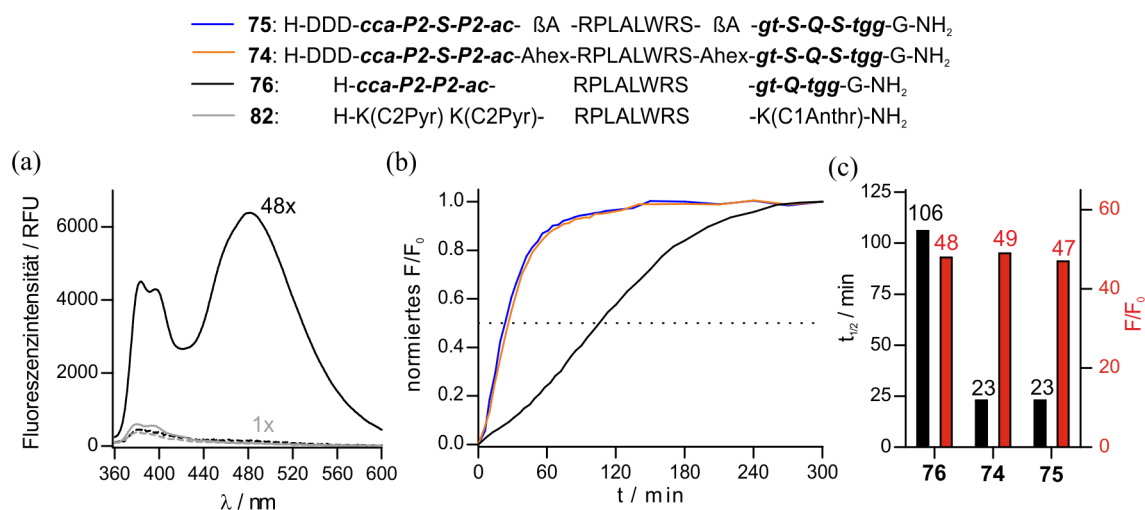 75: H-DDD-cca-P2-S-P2-ac- ßA -RPLALWRS- ßA -gt-S-Q-S-tgg-G-NH₂
74: H-DDD-cca-P2-S-P2-ac-Ahex-RPLALWRS-Ahex-gt-S-Q-S-tgg-G-NH₂
76: H-cca-P2-P2-ac- RPLALWRS -gt-Q-tgg-G-NH₂
82: H-K(C2Pyr) K(C2Pyr)- RPLALWRS -K(C1Anthr)-NH₂
(a)
Fluoreszenzintensität / RFU
6000
4000
2000
0
48x
1x
360 400 440 480 520 560 600
λ / nm
(b)
normiertes F/F₀
1.0
0.8
0.6
0.4
0.2
0.0
0 60 120 180 240 300
t / min
(c)
t₁/₂ / min
125
100
75
50
25
0
106
48
23
49
23
47
76 74 75
60
40
20
0
F/F₀